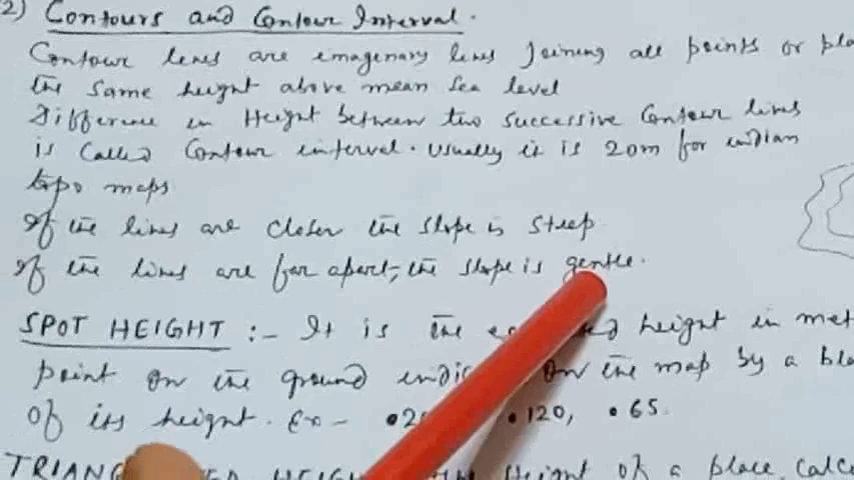 2) Contours and Contour Interval.
Contour lines are imagenary lines Joining all points or
the same height above mean sea level
Difference in Height between two successive Contour lines
is Called Contour interval. Usually it is 20m for indian
topo maps
If the lines are closer the slope is steep.
If the lines are far apart, the slope is gentle.
SPOT HEIGHT :- It is the height in
point on the ground on the map by a
of its height. Ex- .120, .65.
HEIGHT of a place